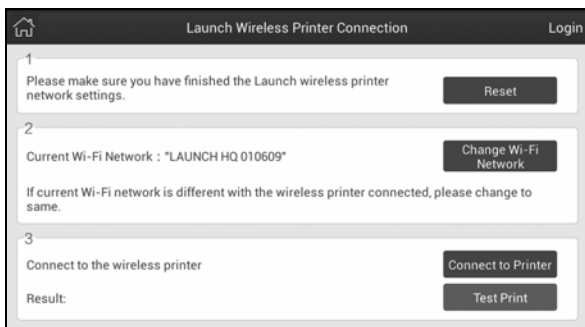 Launch Wireless Printer Connection
Login
1
Please make sure you have finished the Launch wireless printer
network settings.
Reset
2
Current Wi-Fi Network : "LAUNCH HQ 010609"
Change Wi-Fi
Network
If current Wi-Fi network is different with the wireless printer connected, please change to
same.
3
Connect to the wireless printer
Connect to Printer
Result:
Test Print